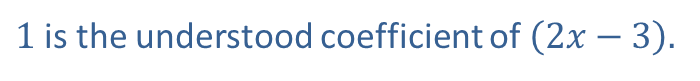 1 is the understood coefficient of (2x − 3).